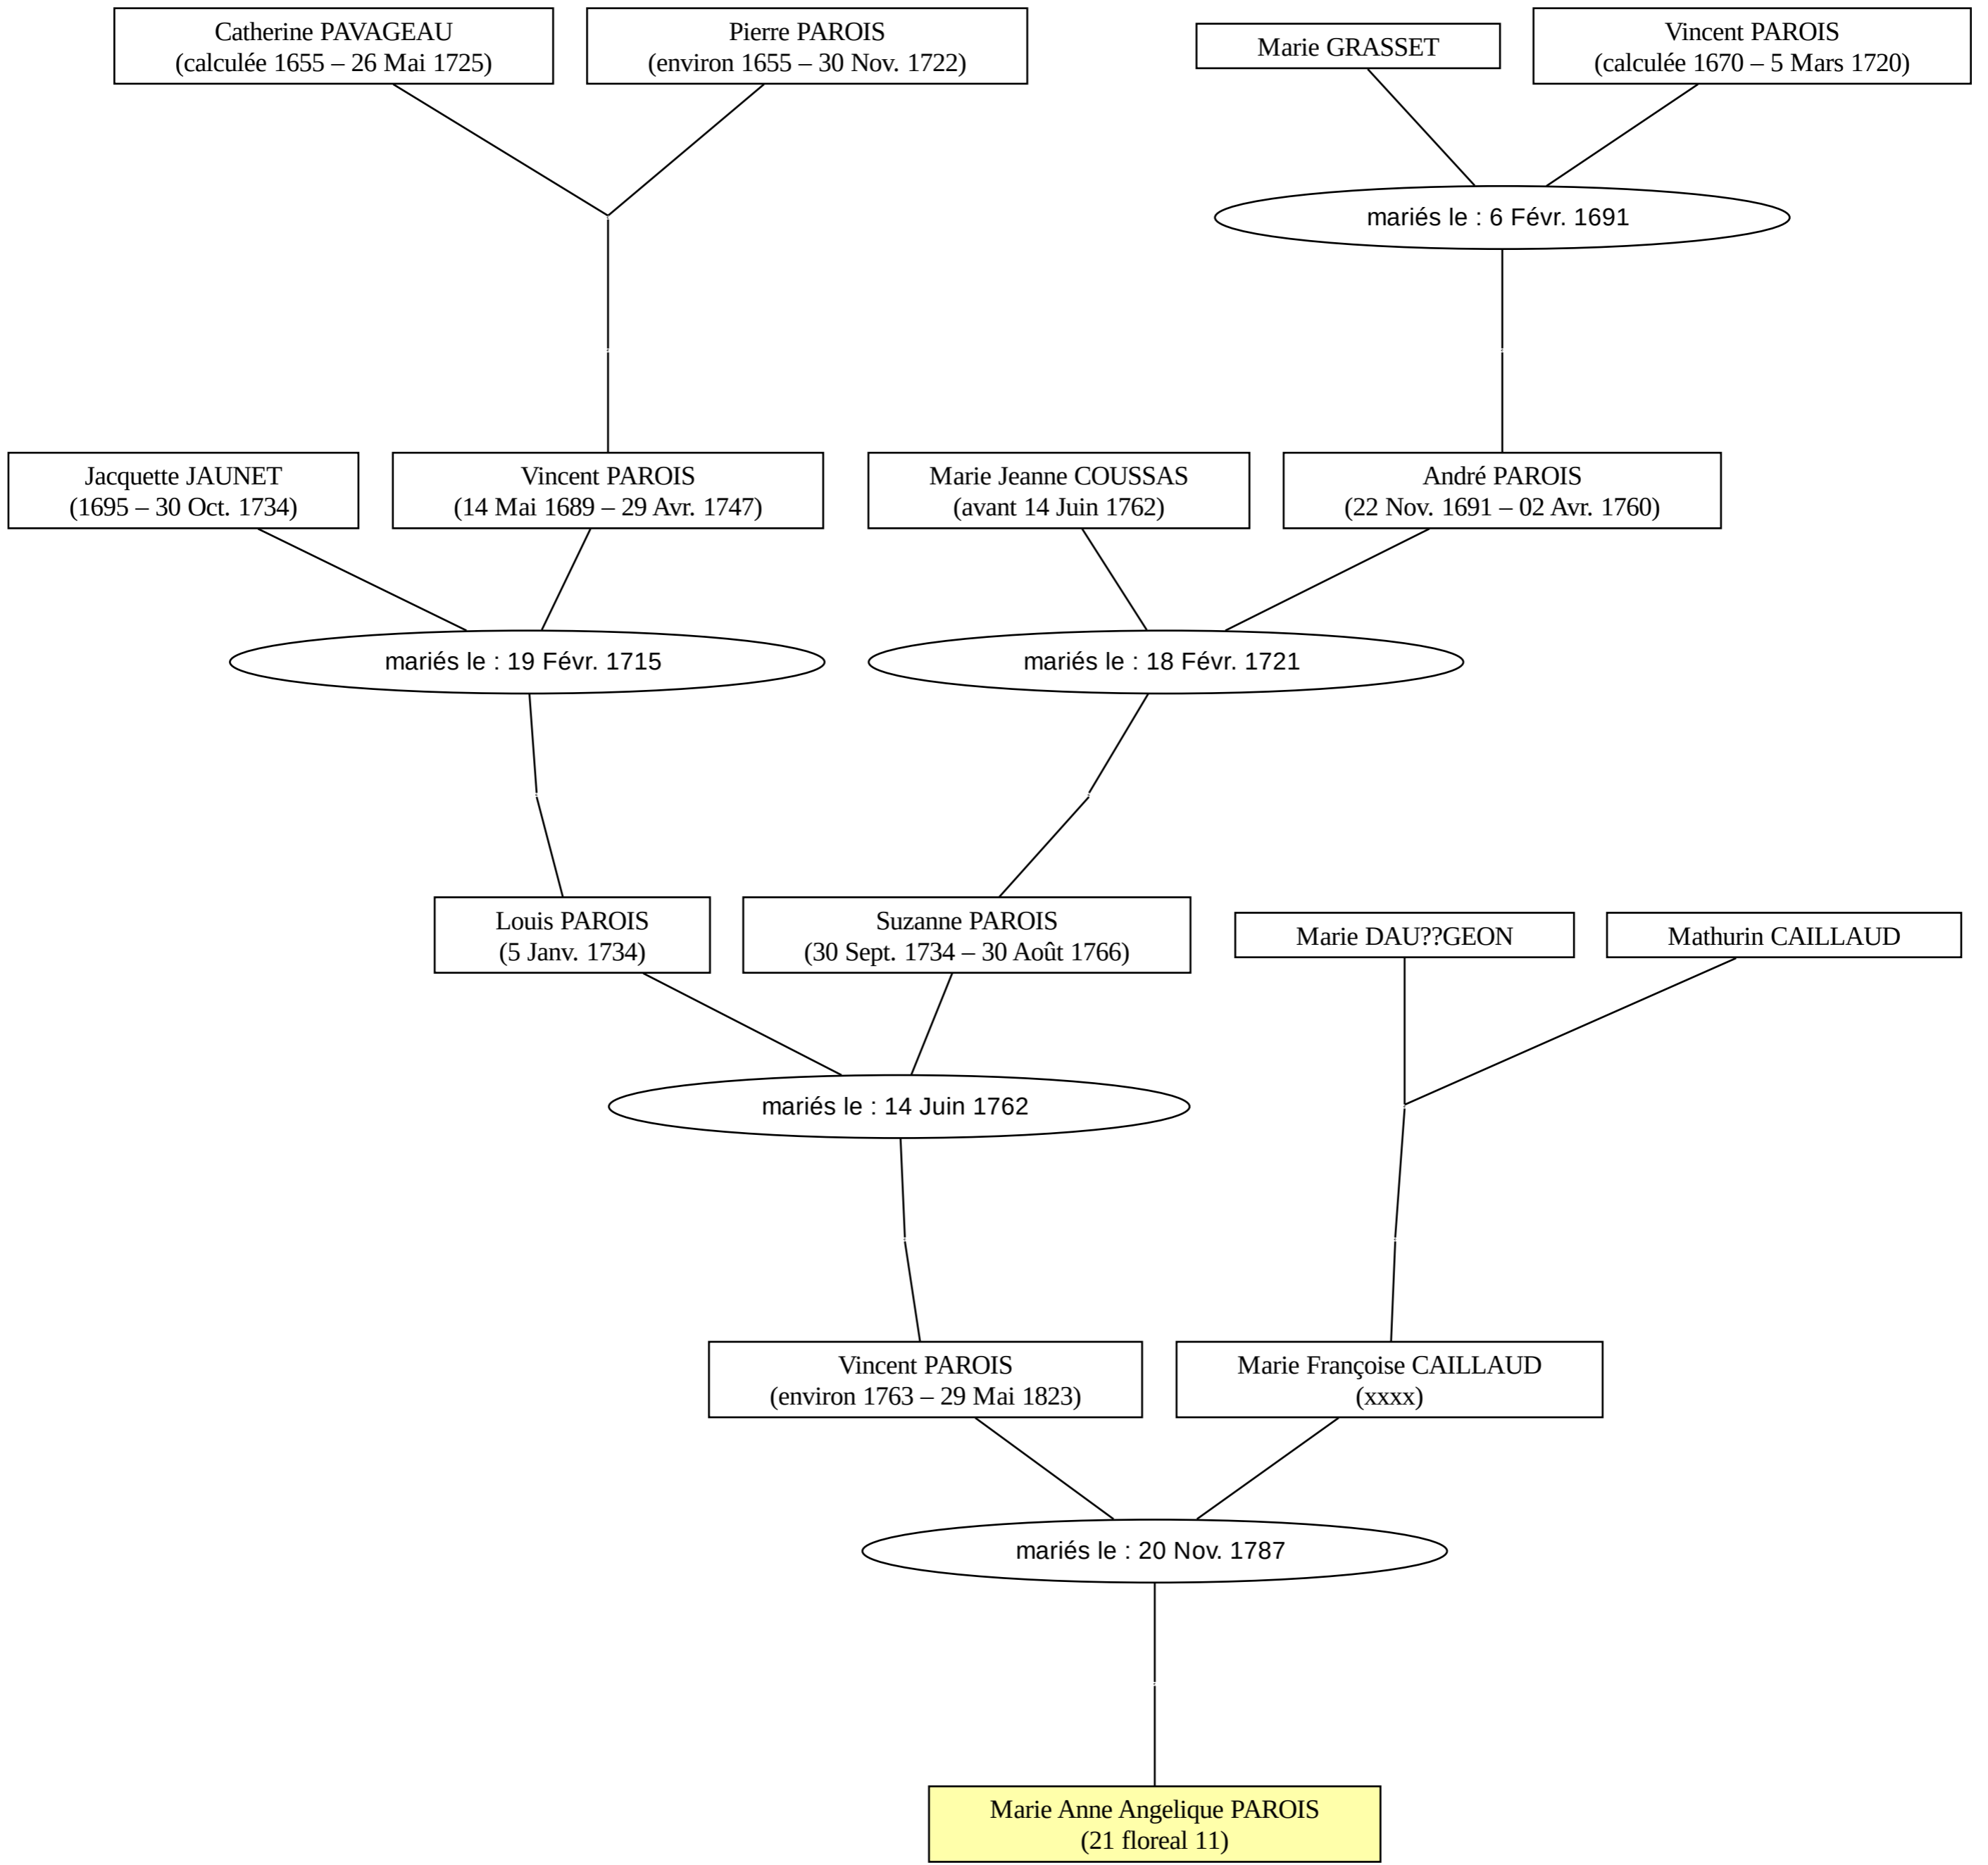 Catherine PAVAGEAU
(calculée 1655 – 26 Mai 1725)
Pierre PAROIS
(environ 1655 – 30 Nov. 1722)
Marie GRASSET
Vincent PAROIS
(calculée 1670 – 5 Mars 1720)
mariés le : 6 Févr. 1691
Jacquette JAUNET
(1695 – 30 Oct. 1734)
Vincent PAROIS
(14 Mai 1689 – 29 Avr. 1747)
Marie Jeanne COUSSAS
(avant 14 Juin 1762)
André PAROIS
(22 Nov. 1691 – 02 Avr. 1760)
mariés le : 19 Févr. 1715
mariés le : 18 Févr. 1721
Louis PAROIS
(5 Janv. 1734)
Suzanne PAROIS
(30 Sept. 1734 – 30 Août 1766)
Marie DAU??GEON
Mathurin CAILLAUD
mariés le : 14 Juin 1762
Vincent PAROIS
(environ 1763 – 29 Mai 1823)
Marie Françoise CAILLAUD
(xxxx)
mariés le : 20 Nov. 1787
Marie Anne Angelique PAROIS
(21 floreal 11)